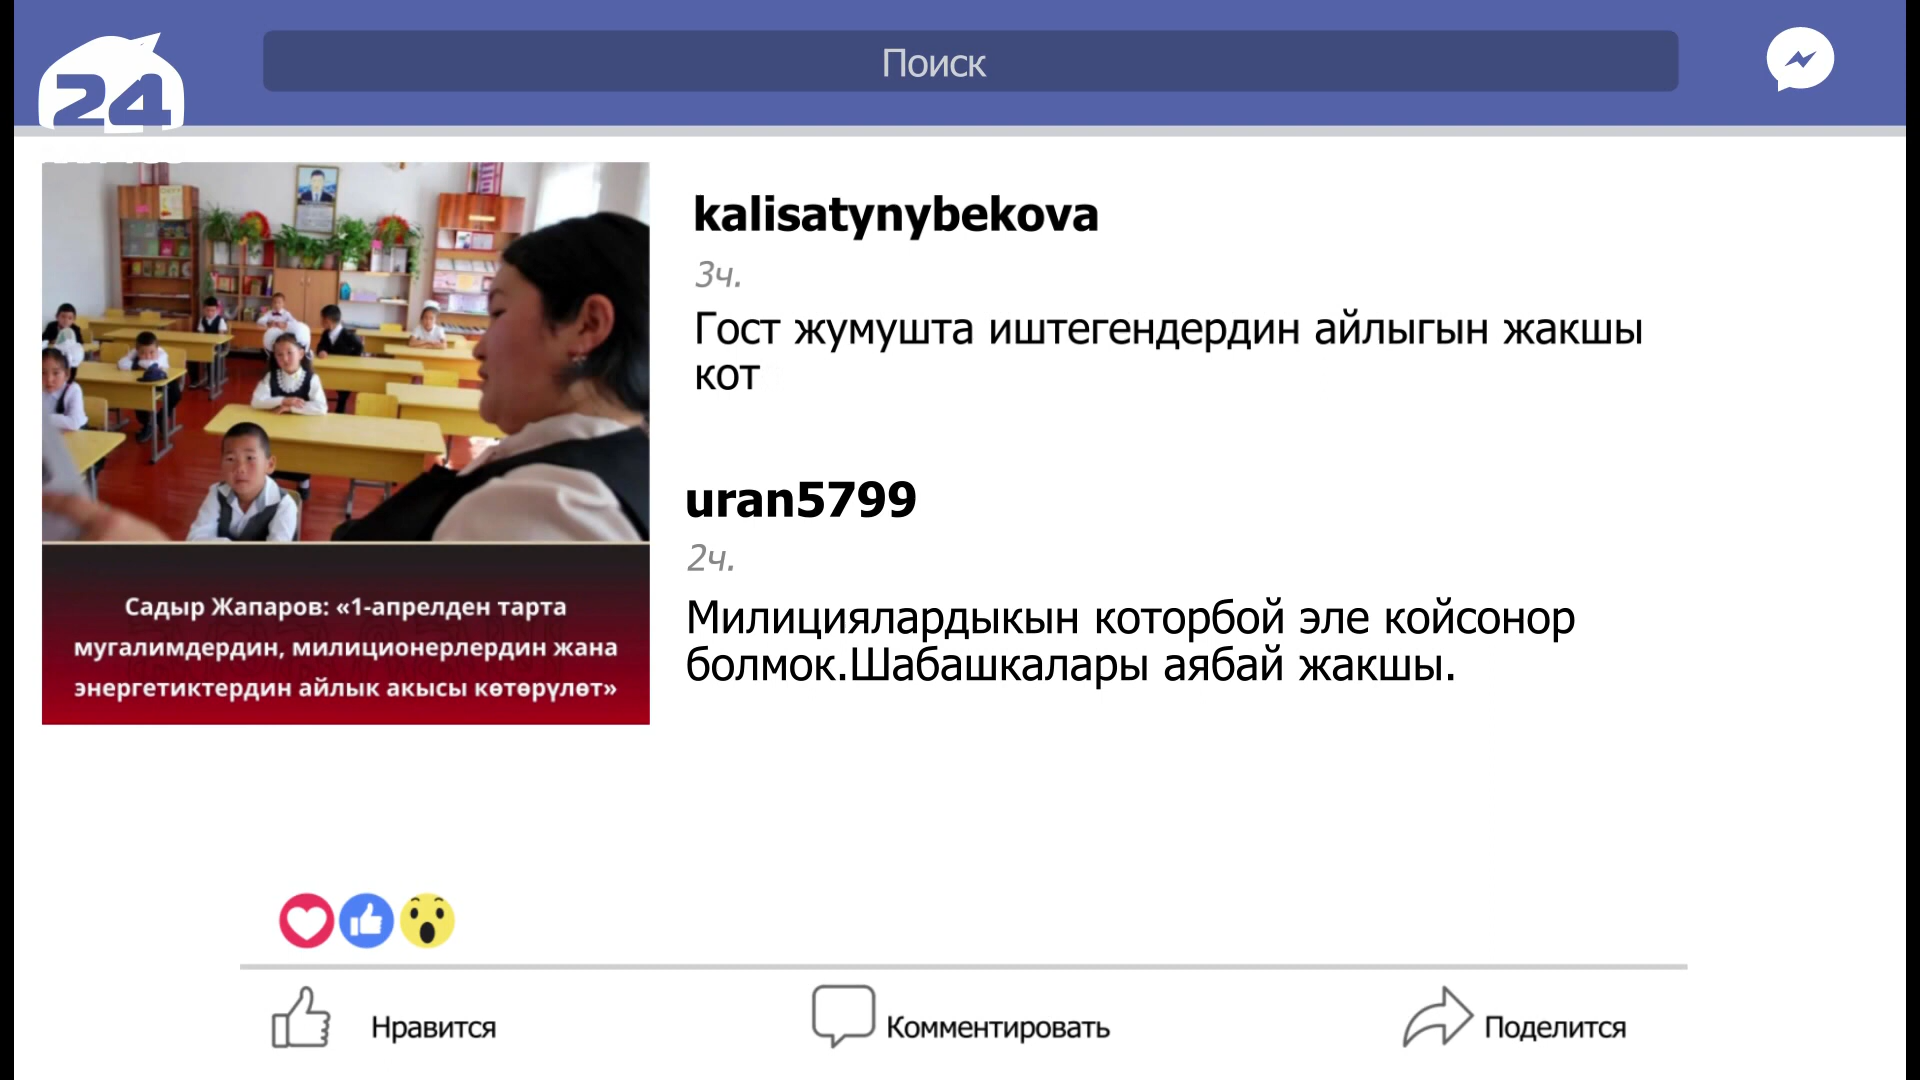 24
Поиск
kalisatynybekova
3ч.
Гост жумушта иштегендердин айлыгын жакшы
кот
uran5799
2ч.
Милициялардыкын которбой эле койсонор
болмок.Шабашкалары аябай жакшы.
Садыр Жапаров: «1-апрелден тарта
мугалимдердин, милиционерлердин жана
энергетиктердин айлык акысы көтөрүлөт»
Нравится
Комментировать
Поделится